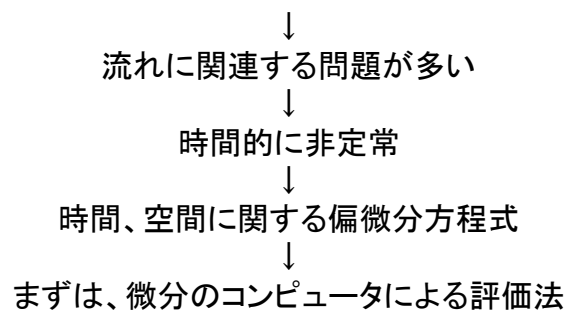 ↓
流れに関連する問題が多い
↓
時間的に非定常
↓
時間、空間に関する偏微分方程式
↓
まずは、微分のコンピュータによる評価法